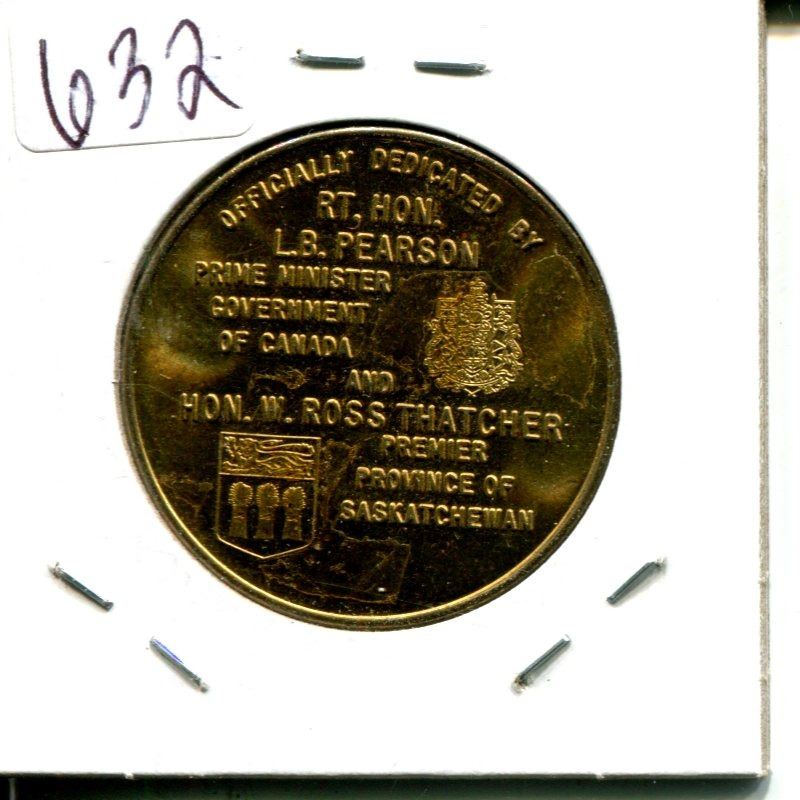 632
OFFICIALLY DEDICATED BY
RT, HON.
L.B. PEARSON
PRIME MINISTER
GOVERNMENT
OF CANADA
AND
HON. W. ROSS THATCHER
PREMIER
PROVINCE OF
SASKATCHEWAN